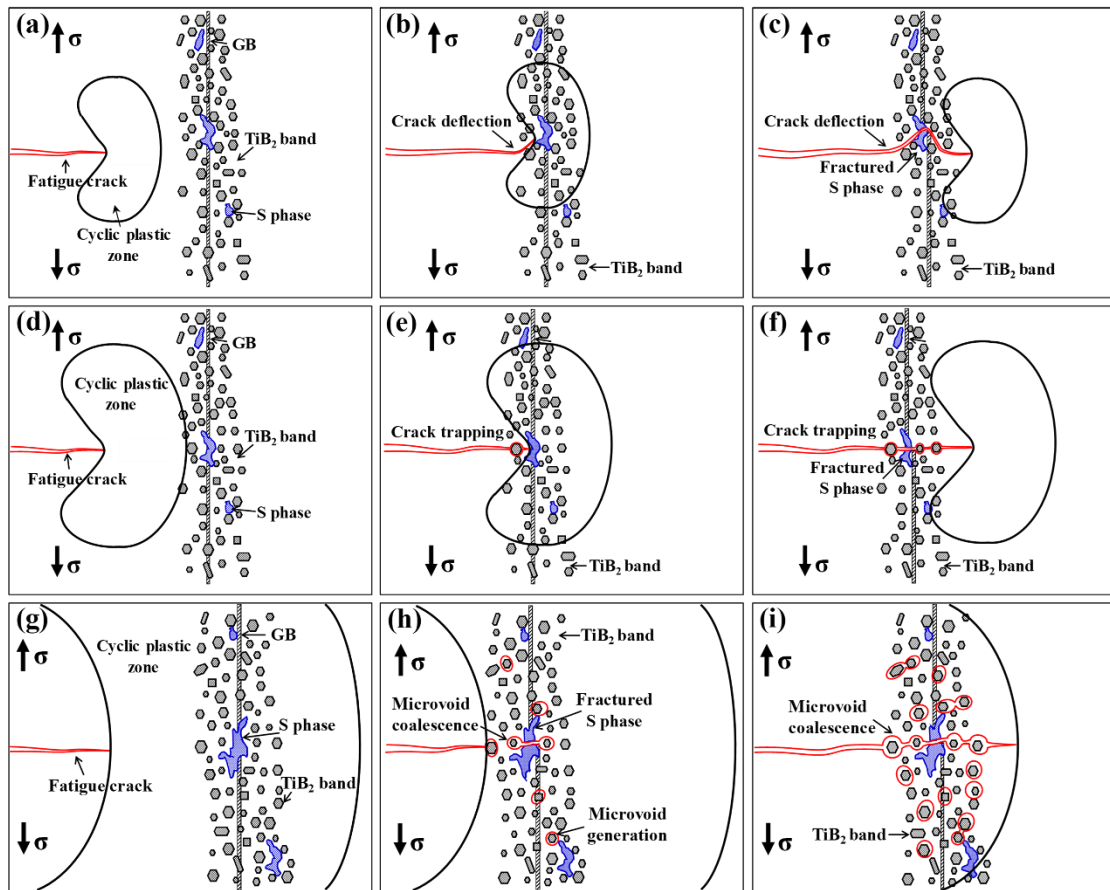 (a)
σ
GB
TiB₂ band
Fatigue crack
S phase
Cyclic plastic
zone
σ
(b)
σ
Crack deflection
σ
TiB₂ band
(c)
σ
Crack deflection
Fractured
S phase
σ
TiB₂ band
(d)
σ
GB
Cyclic plastic
zone
TiB₂ band
Fatigue crack
S phase
σ
(e)
σ
Crack trapping
σ
TiB₂ band
(f)
σ
Crack trapping
Fractured
S phase
σ
TiB₂ band
(g)
σ
GB
Cyclic plastic
zone
S phase
Fatigue crack
TiB₂ band
σ
(h)
σ
TiB₂ band
Microvoid
coalescence
Fractured
S phase
Microvoid
generation
σ
(i)
σ
Microvoid
coalescence
TiB₂ band
σ